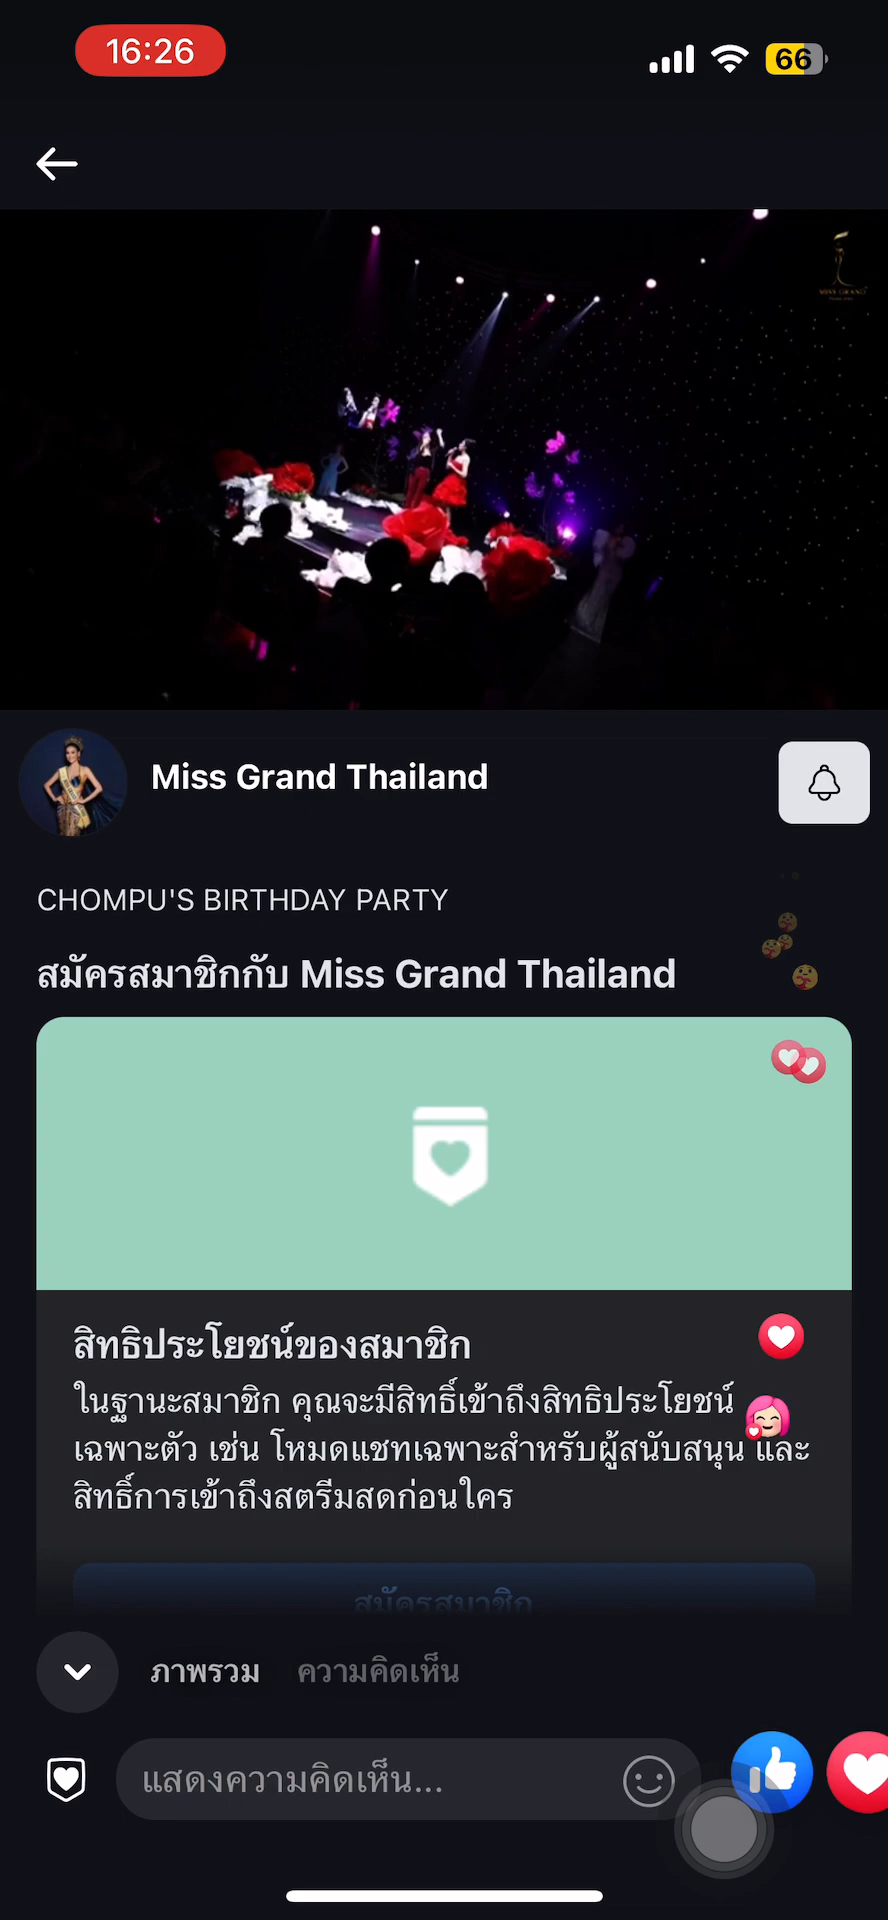 16:26
66
MISS GRAND
Miss Grand Thailand
CHOMPU'S BIRTHDAY PARTY
สมัครสมาชิกกับ Miss Grand Thailand
สิทธิประโยชน์ของสมาชิก
ในฐานะสมาชิก คุณจะมีสิทธิ์เข้าถึงสิทธิประโยชน์
เฉพาะตัว เช่น โหมดแชทเฉพาะสำหรับผู้สนับสนุน และ
สิทธิ์การเข้าถึงสตรีมสดก่อนใคร
สมัครสมาชิก
ภาพรวม ความคิดเห็น
แสดงความคิดเห็น...